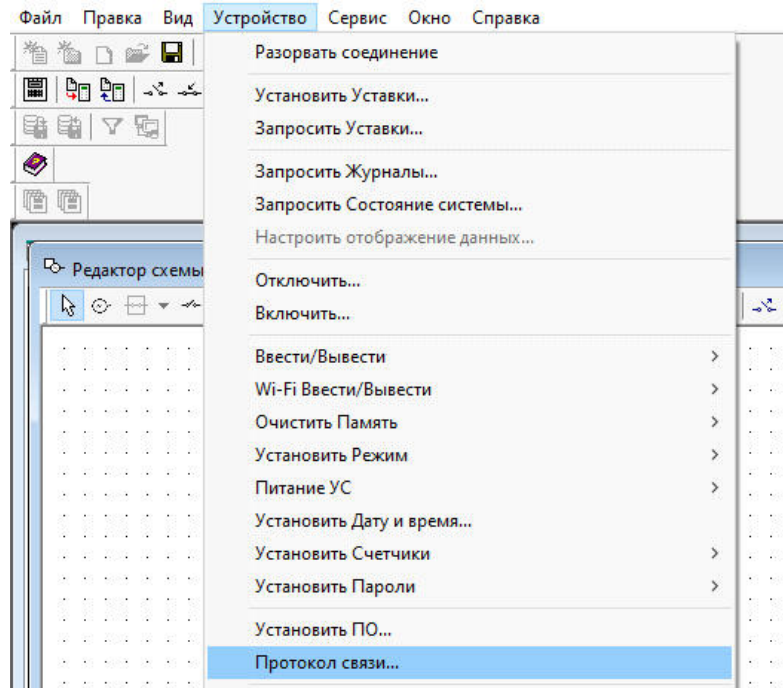 Файл Правка Вид Устройство Сервис Окно Справка
Разорвать соединение
Установить Уставки...
Запросить Уставки...
Запросить Журналы...
Запросить Состояние системы...
Настроить отображение данных...
Редактор схемы
Отключить...
Включить...
Ввести/Вывести
Wi-Fi Ввести/Вывести
Очистить Память
Установить Режим
Питание УС
Установить Дату и время...
Установить Счетчики
Установить Пароли
Установить ПО...
Протокол связи...